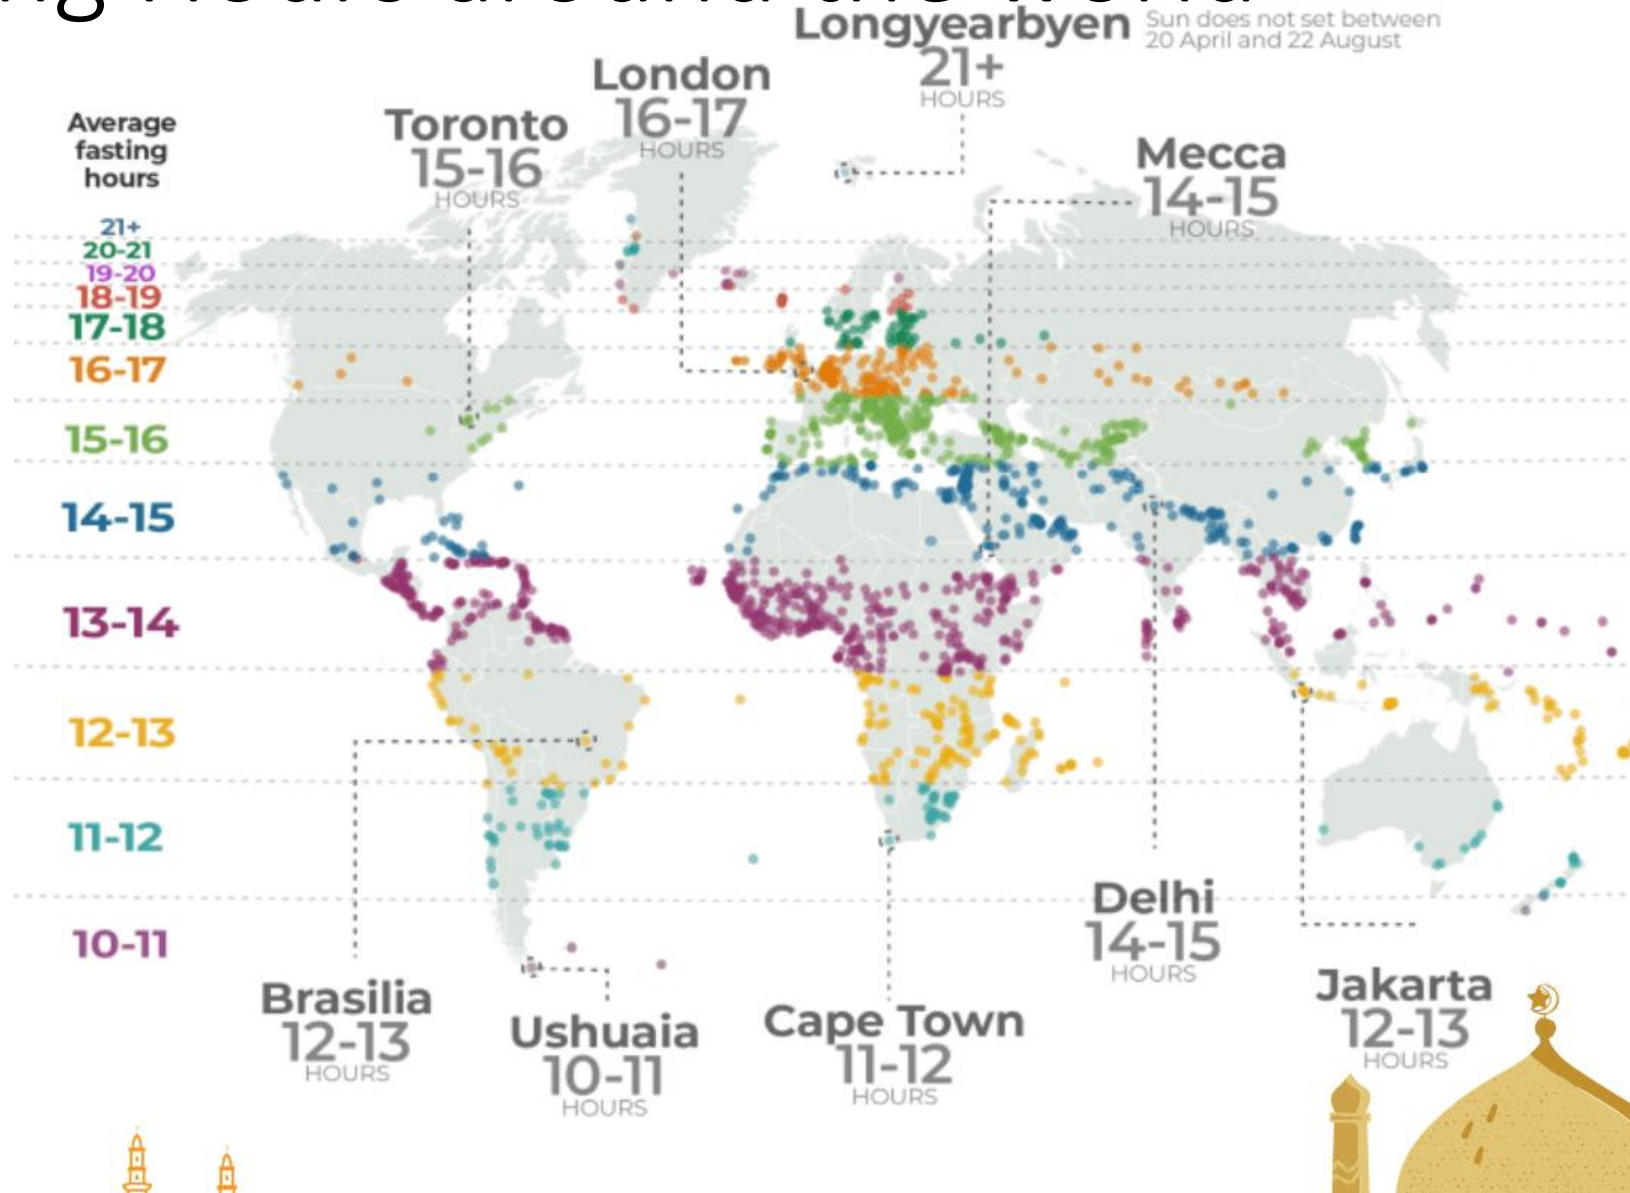 Longyearbyen
21+
HOURS
Sun does not set between
20 April and 22 August
London
16-17
HOURS
Toronto
15-16
HOURS
Mecca
14-15
HOURS
Average
fasting
hours
21+
20-21
19-20
18-19
17-18
16-17
15-16
14-15
13-14
12-13
11-12
10-11
Delhi
14-15
HOURS
Brasilia
12-13
HOURS
Ushuaia
10-11
HOURS
Cape Town
11-12
HOURS
Jakarta
12-13
HOURS